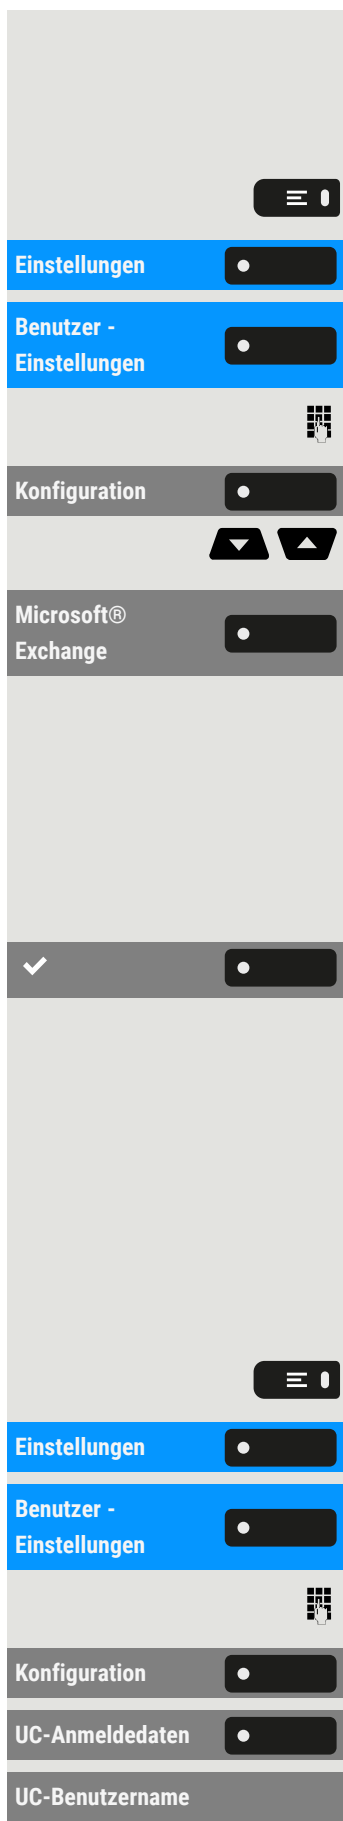 Einstellungen
Benutzer -
Einstellungen
Konfiguration
Microsoft®
Exchange
Einstellungen
Benutzer -
Einstellungen
Konfiguration
UC-Anmeldedaten
UC-Benutzername